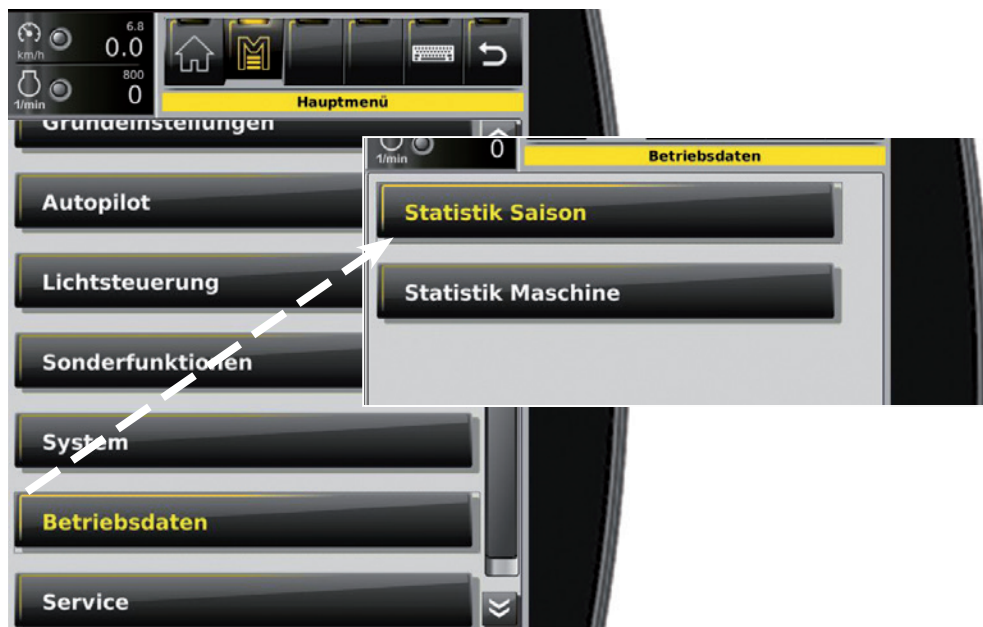 6.8
km/h 0.0
800
1/min 0
Hauptmenü
Grundeinstellungen
Autopilot
Lichtsteuerung
Sonderfunktionen
System
Betriebsdaten
Service
1/min 0
Betriebsdaten
Statistik Saison
Statistik Maschine